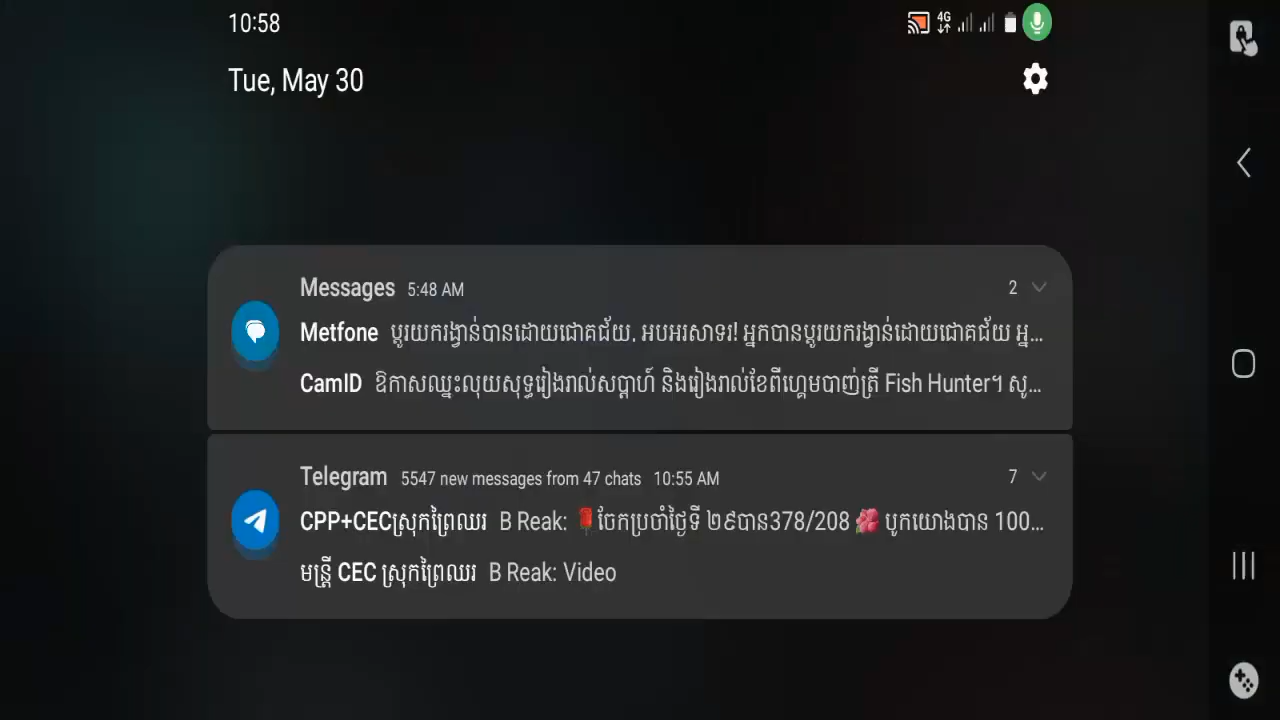 10:58
4G
Tue, May 30
Messages 5:48 AM 2
Metfone ប្តូរយករង្វាន់បានដោយជោគជ័យ. អបអរសាទរ! អ្នកបានប្តូរយករង្វាន់ដោយជោគជ័យ អ្ន...
CamID ឱកាសឈ្នះលុយសុទ្ធរៀងរាល់សប្តាហ៍ និងរៀងរាល់ខែពីហ្គេមបាញ់ត្រី Fish Hunter។ សូ...
Telegram 5547 new messages from 47 chats 10:55 AM 7
CPP+CECស្រុកព្រៃឈរ B Reak: 🌹ចែកប្រចាំថ្ងៃទី ២៩បាន378/208 🌺 បូកយោងបាន 100...
មន្ត្រី CEC ស្រុកព្រៃឈរ B Reak: Video